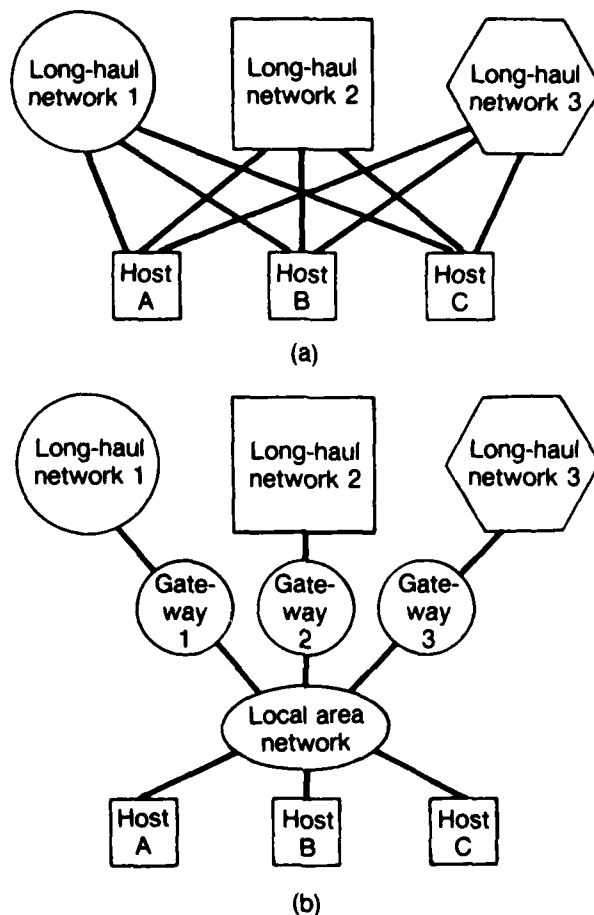 Long-haul
network 1
Long-haul
network 2
Long-haul
network 3
Host
A
Host
B
Host
C
(a)
Long-haul
network 1
Long-haul
network 2
Long-haul
network 3
Gate-
way
1
Gate-
way
2
Gate-
way
3
Local area
network
Host
A
Host
B
Host
C
(b)